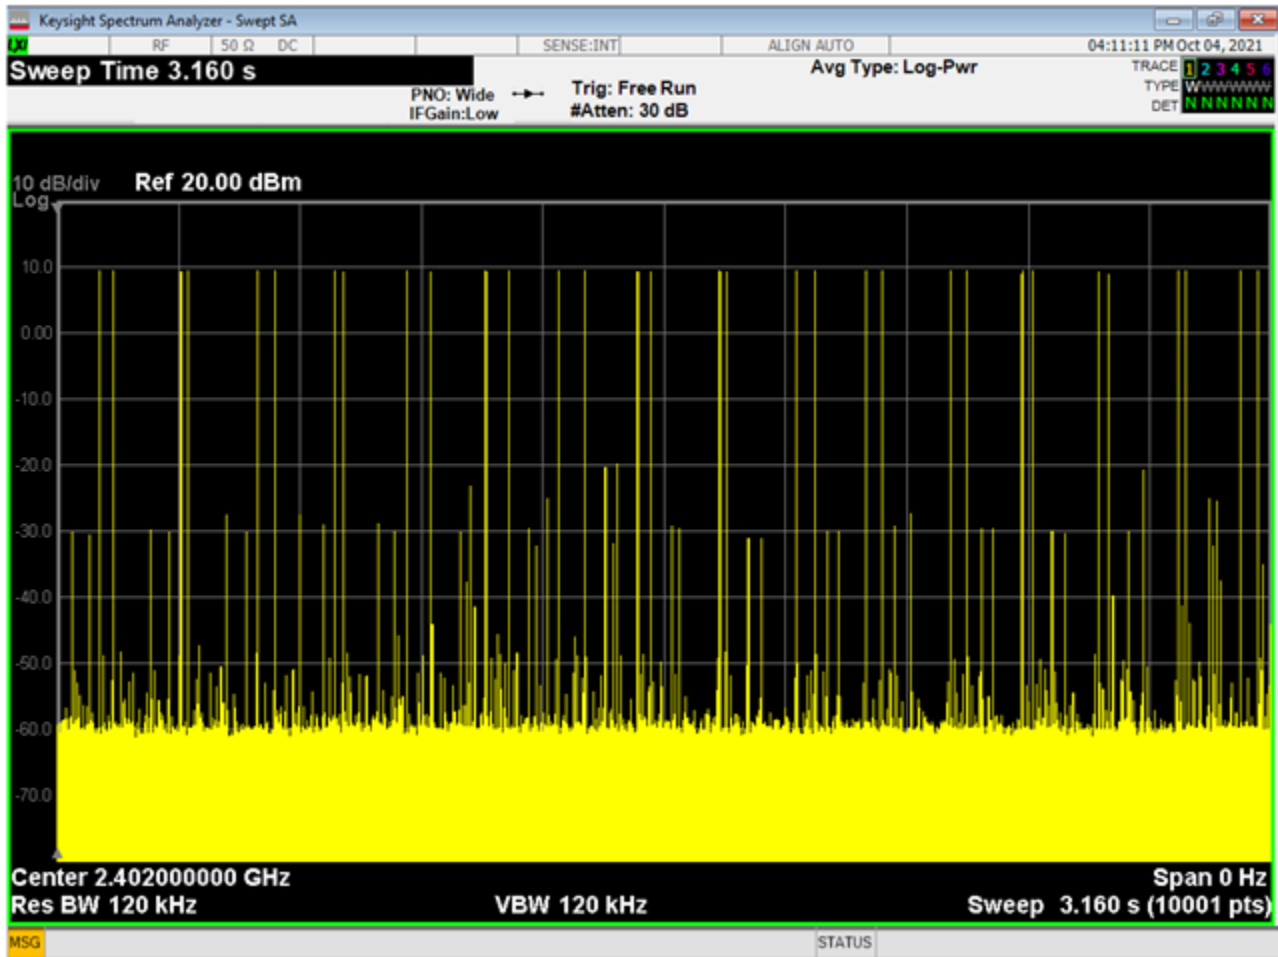 Keysight Spectrum Analyzer - Swept SA
LXI RF 50 Ω DC SENSE:INT ALIGN AUTO 04:11:11 PM Oct 04, 2021
Sweep Time 3.160 s
Avg Type: Log-Pwr
TRACE 1 2 3 4 5 6
PNO: Wide Trig: Free Run
TYPE WWWWWW
IFGain:Low #Atten: 30 dB
DET N N N N N N
10 dB/div Ref 20.00 dBm
Log
10.0
0.00
-10.0
-20.0
-30.0
-40.0
-50.0
-60.0
-70.0
Center 2.402000000 GHz Span 0 Hz
Res BW 120 kHz VBW 120 kHz Sweep 3.160 s (10001 pts)
MSG STATUS